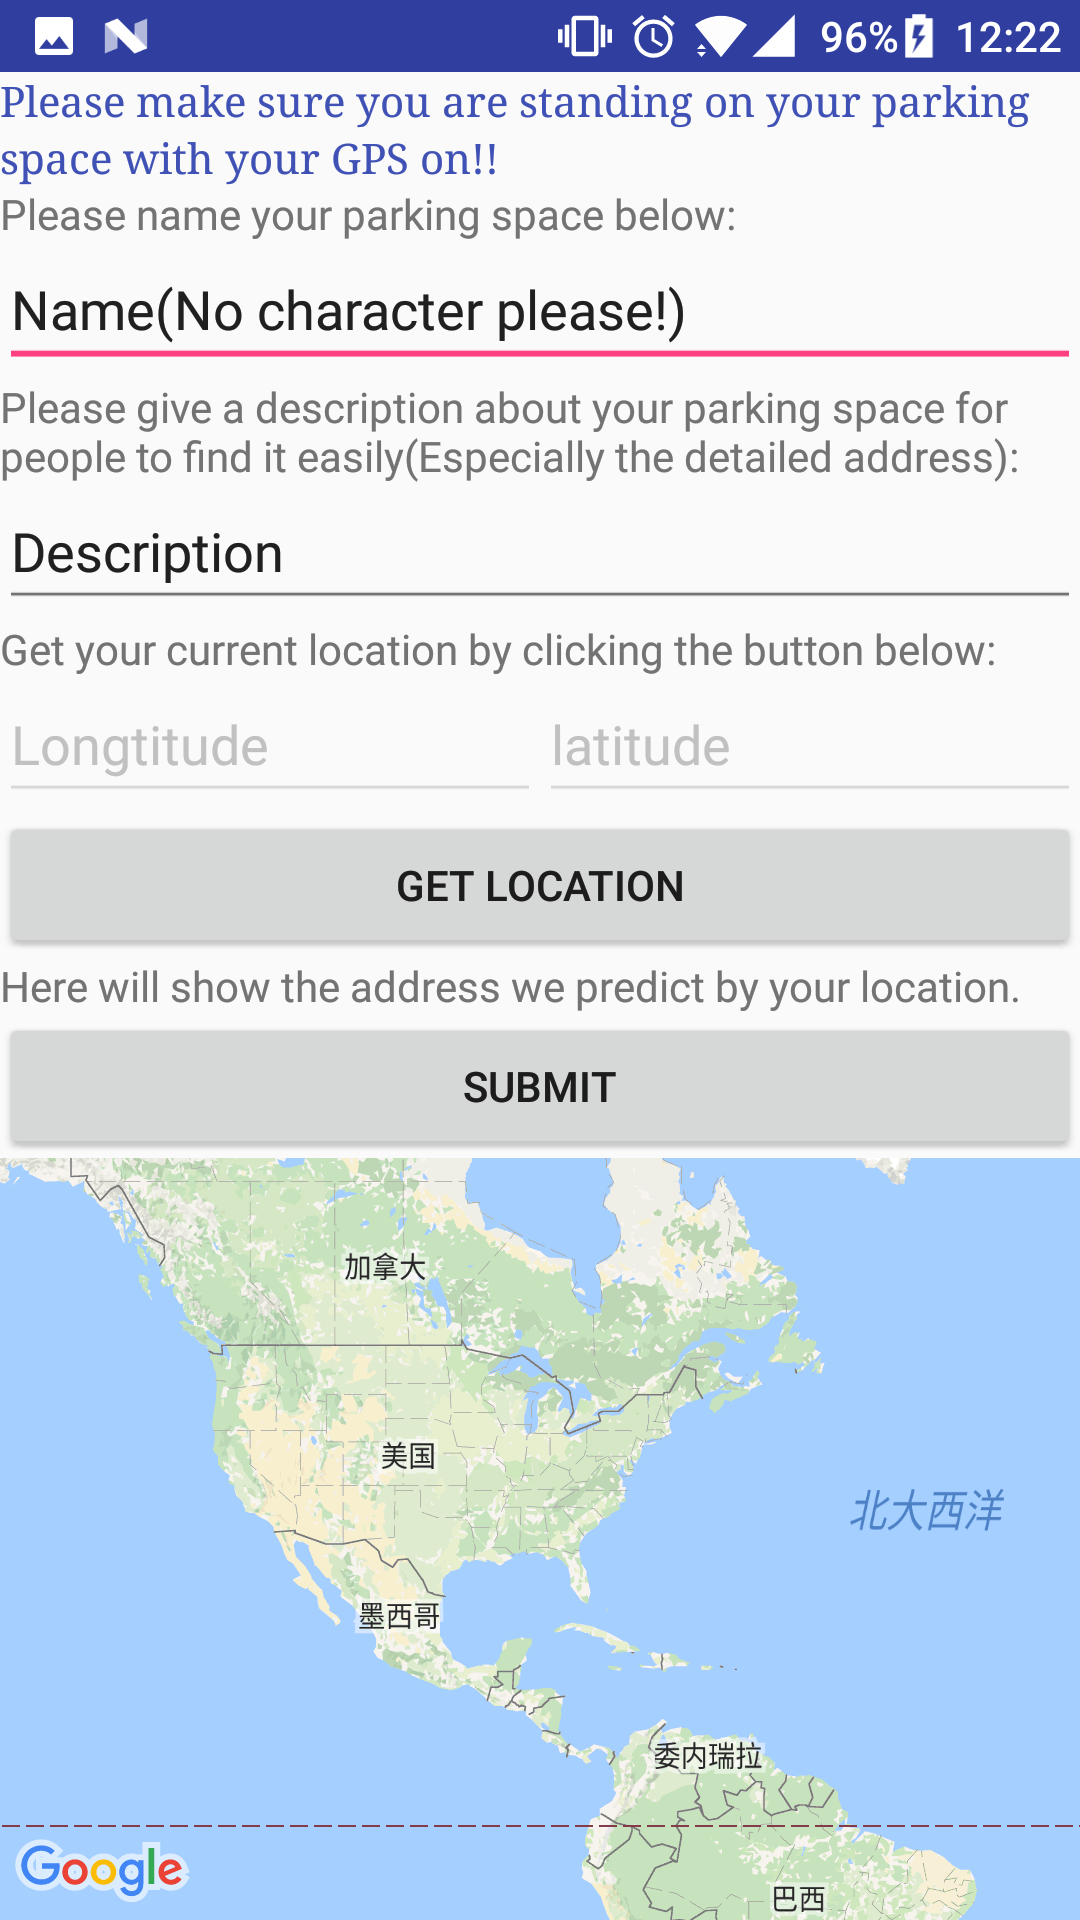 96% 12:22
Please make sure you are standing on your parking
space with your GPS on!!
Please name your parking space below:
Name(No character please!)
Please give a description about your parking space for
people to find it easily(Especially the detailed address):
Description
Get your current location by clicking the button below:
Longtitude latitude
GET LOCATION
Here will show the address we predict by your location.
SUBMIT
加拿大
美国
北大西洋
墨西哥
委内瑞拉
Google
巴西